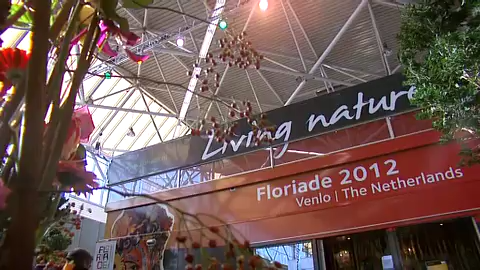 Living nature
Floriade 2012
Venlo | The Netherlands